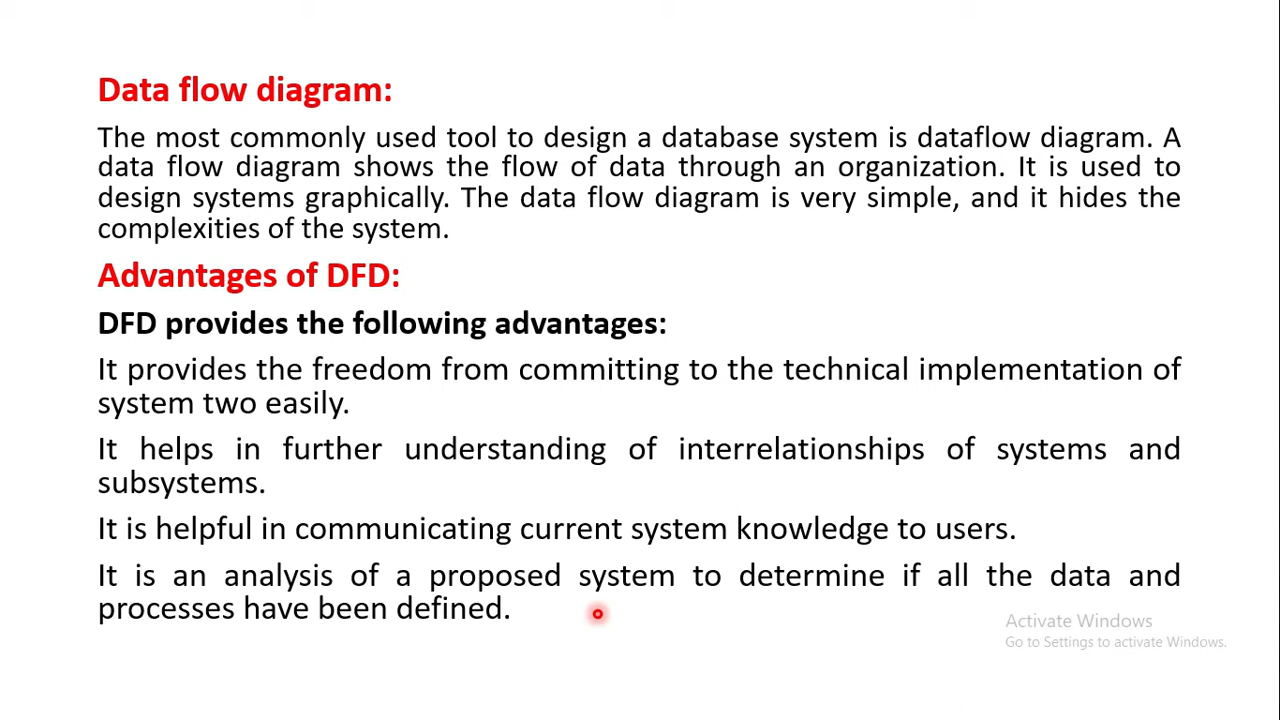 Data flow diagram:
The most commonly used tool to design a database system is dataflow diagram. A
data flow diagram shows the flow of data through an organization. It is used to
design systems graphically. The data flow diagram is very simple, and it hides the
complexities of the system.
Advantages of DFD:
DFD provides the following advantages:
It provides the freedom from committing to the technical implementation of
system two easily.
It helps in further understanding of interrelationships of systems and
subsystems.
It is helpful in communicating current system knowledge to users.
It is an analysis of a proposed system to determine if all the data and
processes have been defined.
Activate Windows
Go to Settings to activate Windows.